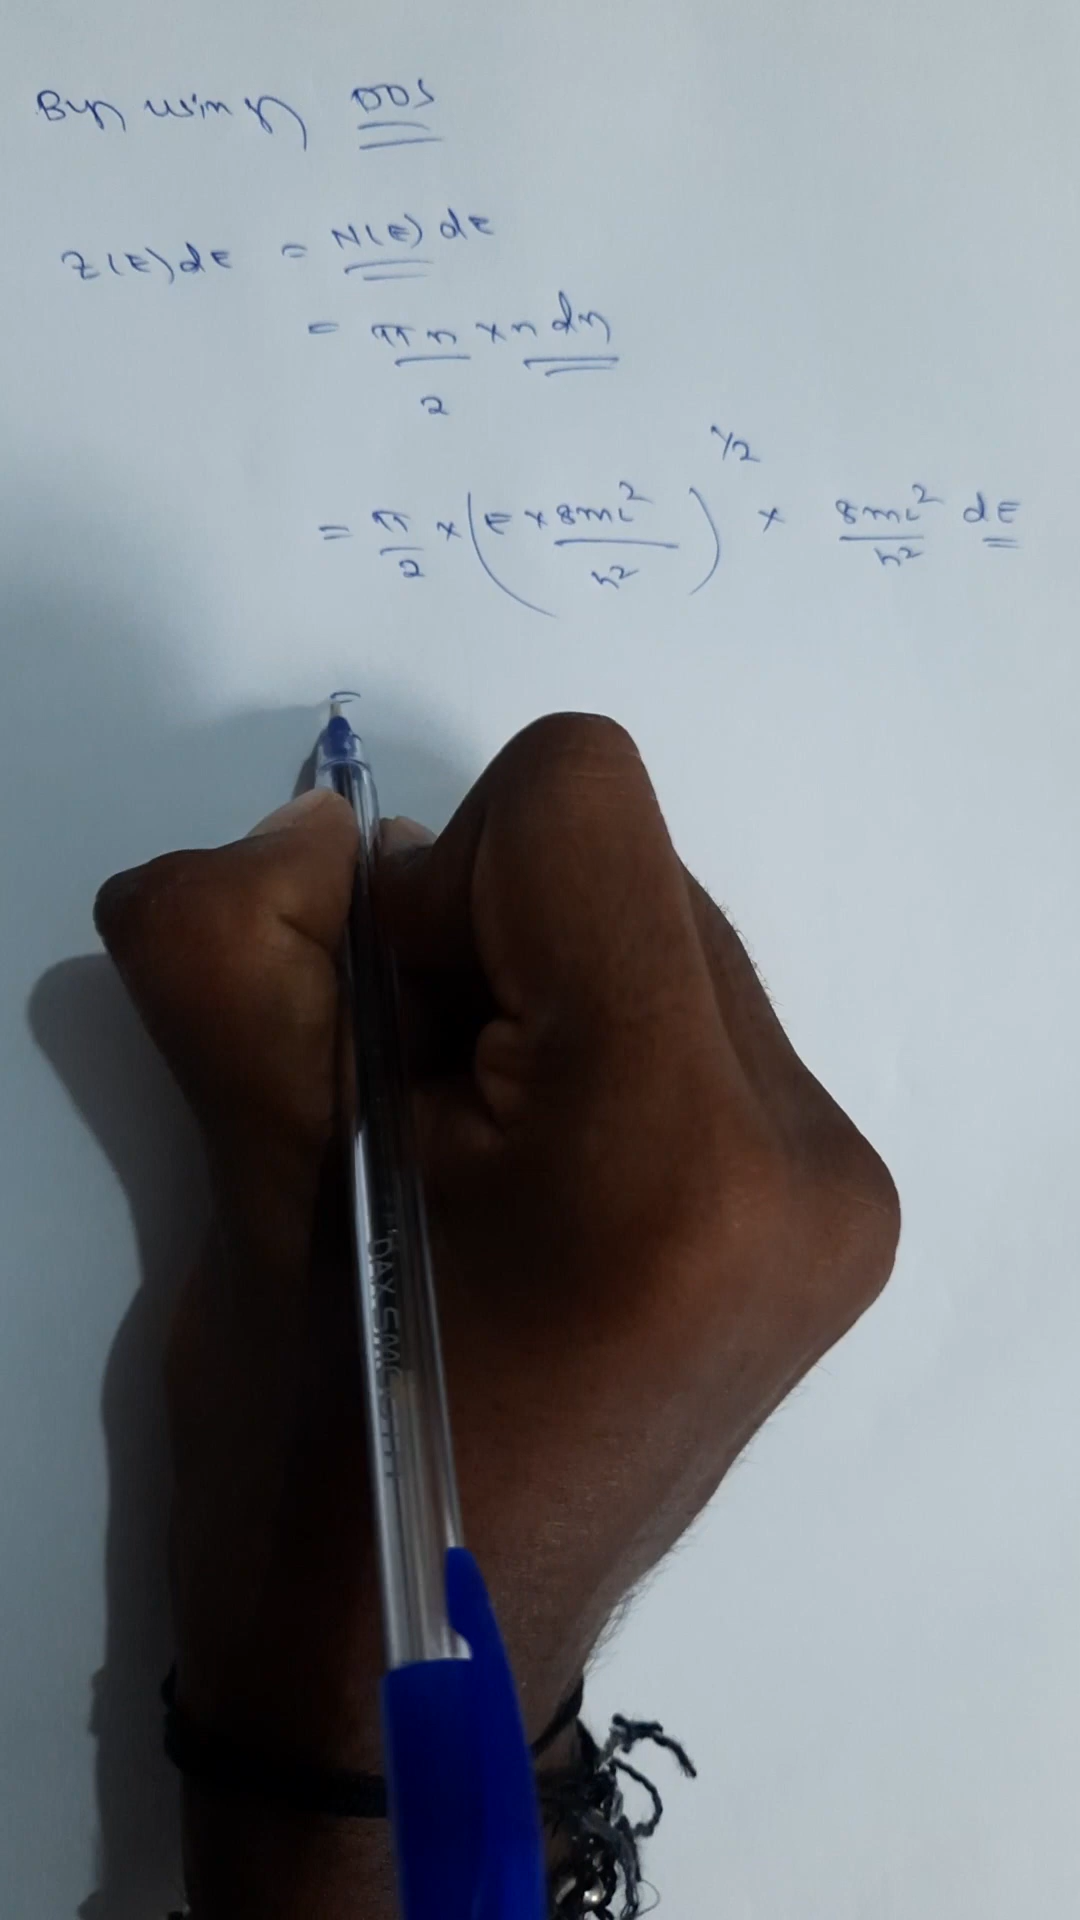 By using DOS
Z(E)dE = N(E) dE
= πn/2 × n dn
= π/2 × (E × 8mL²/h²)^1/2 × 8mL²/h² dE
=